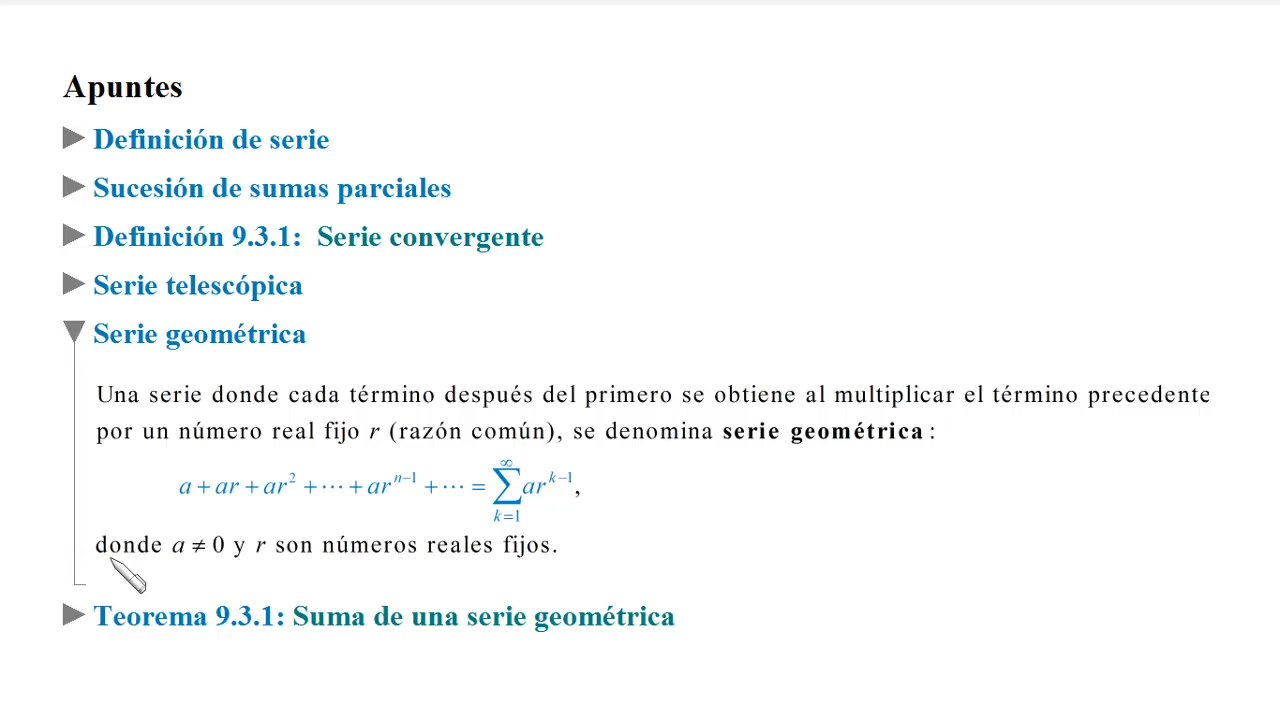 Apuntes
Definición de serie
Sucesión de sumas parciales
Definición 9.3.1: Serie convergente
Serie telescópica
Serie geométrica
Una serie donde cada término después del primero se obtiene al multiplicar el término precedente
por un número real fijo r (razón común), se denomina serie geométrica:
a + ar + ar² + ⋯ + arⁿ⁻¹ + ⋯ = ∑_{k=1}^{∞} ar^{k−1},
donde a ≠ 0 y r son números reales fijos.
Teorema 9.3.1: Suma de una serie geométrica